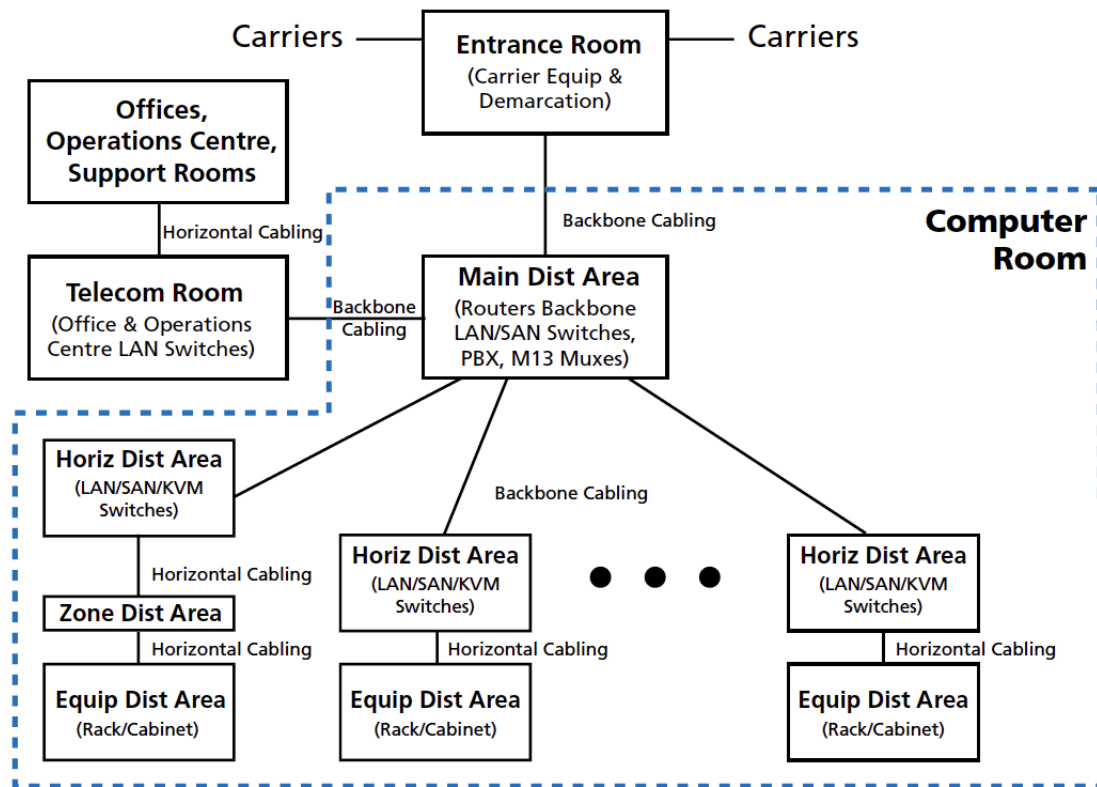 Carriers
Entrance Room
(Carrier Equip &
Demarcation)
Carriers
Offices,
Operations Centre,
Support Rooms
Horizontal Cabling
Backbone Cabling
Computer
Room
Telecom Room
(Office & Operations
Centre LAN Switches)
Backbone
Cabling
Main Dist Area
(Routers Backbone
LAN/SAN Switches,
PBX, M13 Muxes)
Horiz Dist Area
(LAN/SAN/KVM
Switches)
Backbone Cabling
Horizontal Cabling
Zone Dist Area
Horizontal Cabling
Equip Dist Area
(Rack/Cabinet)
Horiz Dist Area
(LAN/SAN/KVM
Switches)
Horizontal Cabling
Equip Dist Area
(Rack/Cabinet)
Horiz Dist Area
(LAN/SAN/KVM
Switches)
Horizontal Cabling
Equip Dist Area
(Rack/Cabinet)